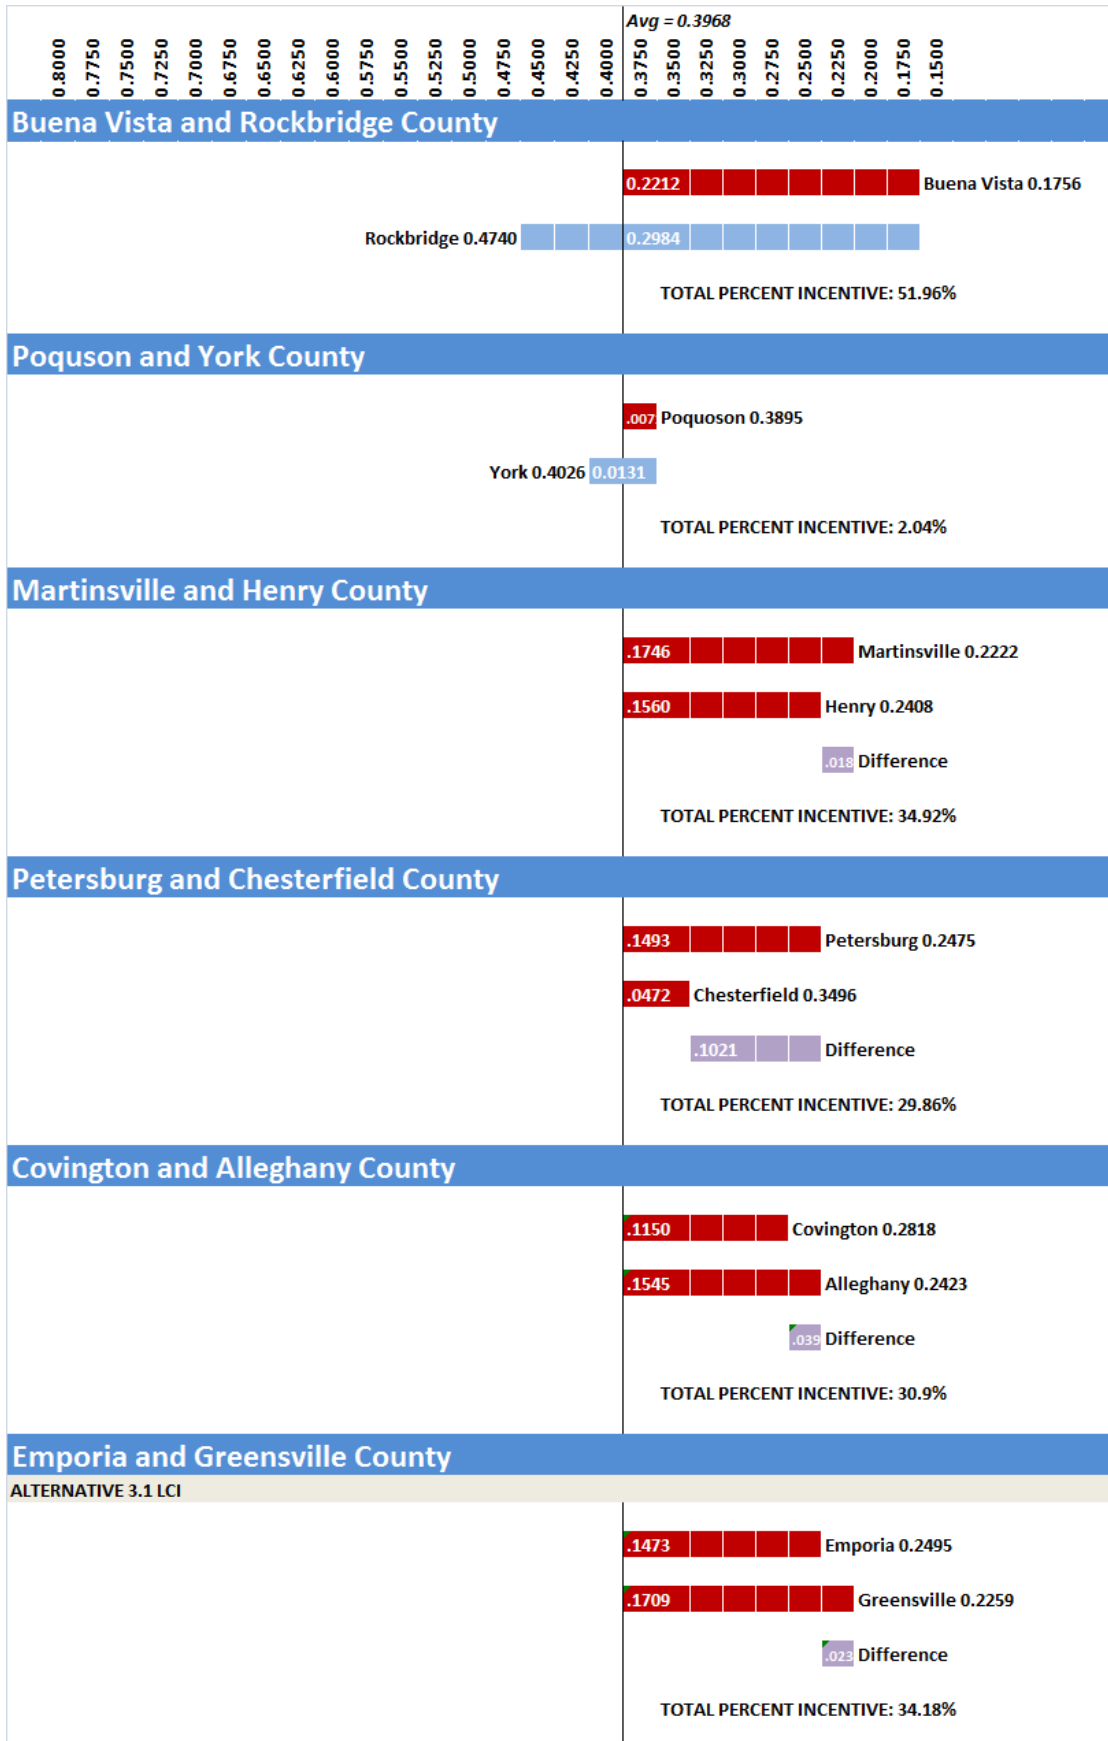 Avg = 0.3968
0.8000 0.7750 0.7500 0.7250 0.7000 0.6750 0.6500 0.6250 0.6000 0.5750 0.5500 0.5250 0.5000 0.4750 0.4500 0.4250 0.4000 0.3750 0.3500 0.3250 0.3000 0.2750 0.2500 0.2250 0.2000 0.1750 0.1500
Buena Vista and Rockbridge County
0.2212 Buena Vista 0.1756
Rockbridge 0.4740 0.2984
TOTAL PERCENT INCENTIVE: 51.96%
Poquson and York County
.007 Poquoson 0.3895
York 0.4026 0.0131
TOTAL PERCENT INCENTIVE: 2.04%
Martinsville and Henry County
.1746 Martinsville 0.2222
.1560 Henry 0.2408
.018 Difference
TOTAL PERCENT INCENTIVE: 34.92%
Petersburg and Chesterfield County
.1493 Petersburg 0.2475
.0472 Chesterfield 0.3496
.1021 Difference
TOTAL PERCENT INCENTIVE: 29.86%
Covington and Alleghany County
.1150 Covington 0.2818
.1545 Alleghany 0.2423
.039 Difference
TOTAL PERCENT INCENTIVE: 30.9%
Emporia and Greensville County
ALTERNATIVE 3.1 LCI
.1473 Emporia 0.2495
.1709 Greensville 0.2259
.023 Difference
TOTAL PERCENT INCENTIVE: 34.18%